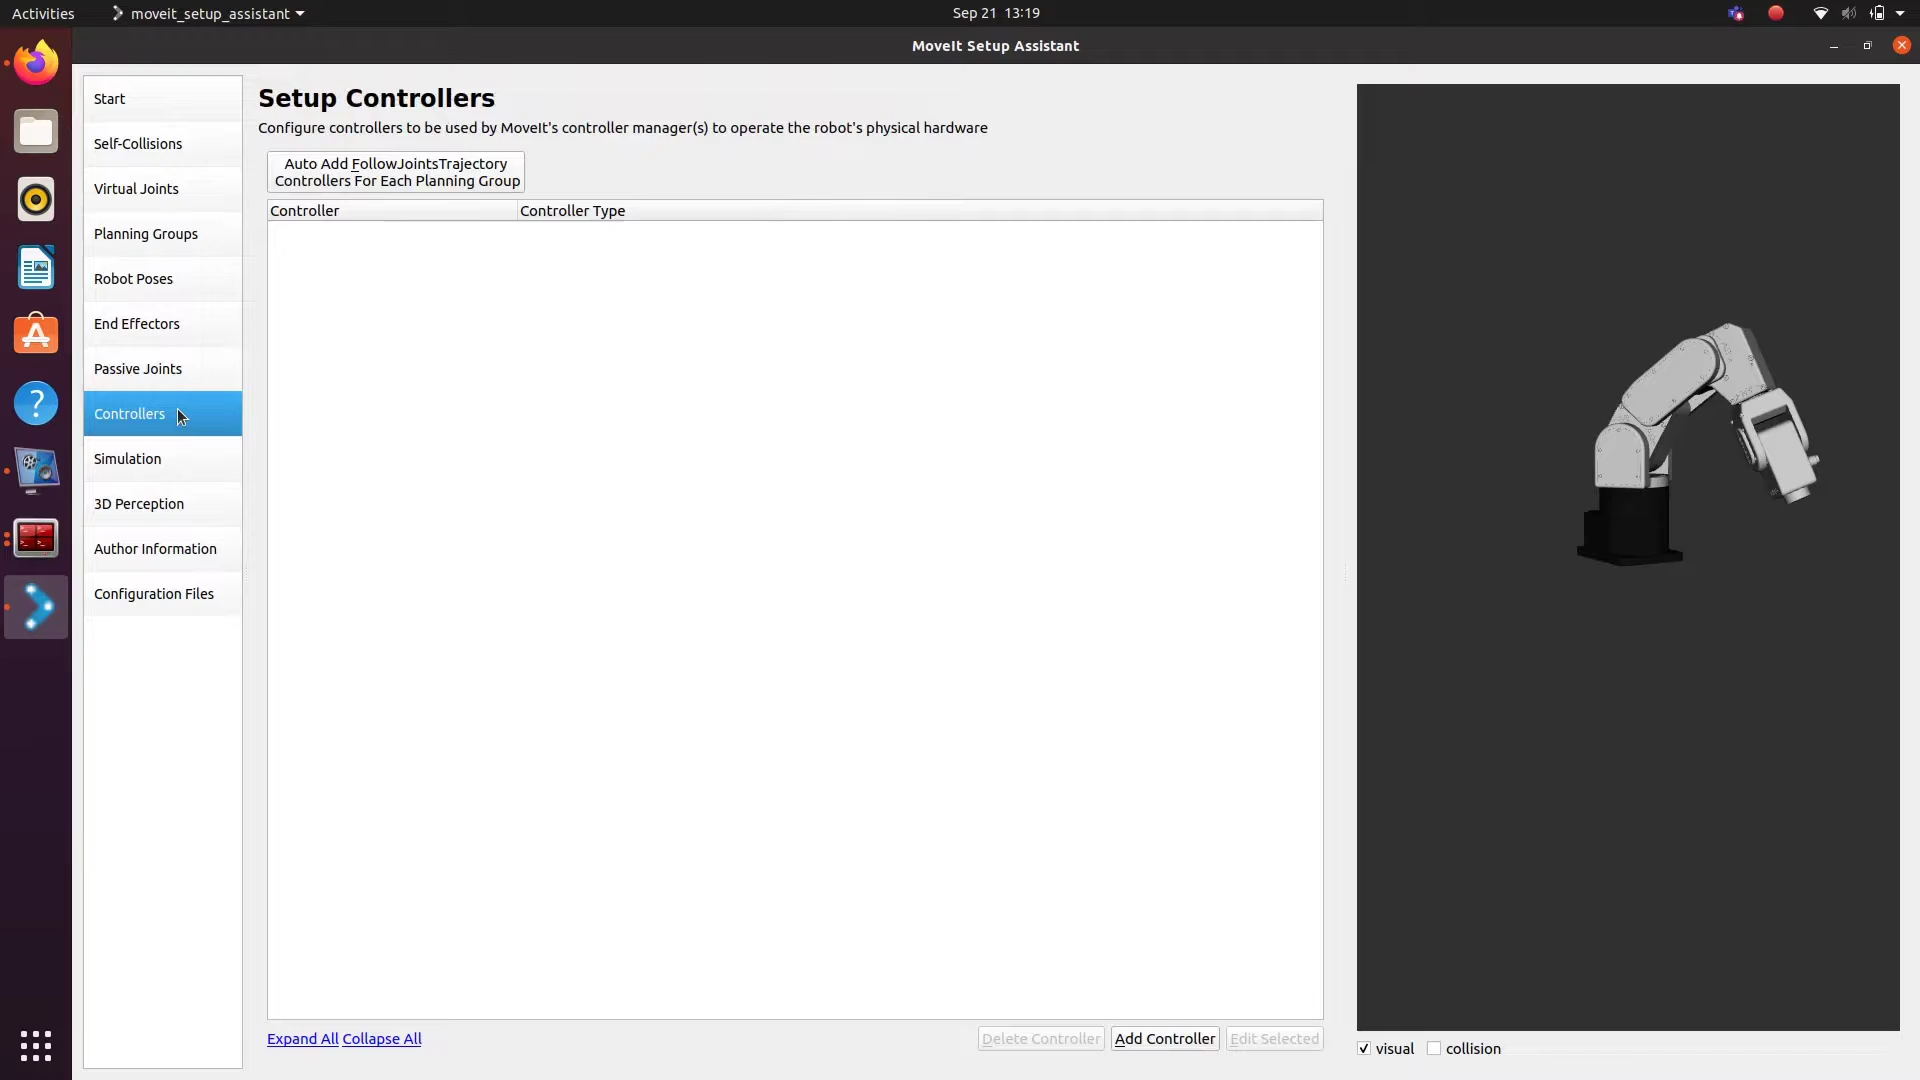 Activities
moveit_setup_assistant
Sep 21 13:19
MoveIt Setup Assistant
Start
Self-Collisions
Virtual Joints
Planning Groups
Robot Poses
End Effectors
Passive Joints
Controllers
Simulation
3D Perception
Author Information
Configuration Files
Setup Controllers
Configure controllers to be used by MoveIt's controller manager(s) to operate the robot's physical hardware
Auto Add FollowJointsTrajectory
Controllers For Each Planning Group
Controller Controller Type
Expand All Collapse All
Delete Controller Add Controller Edit Selected
visual collision